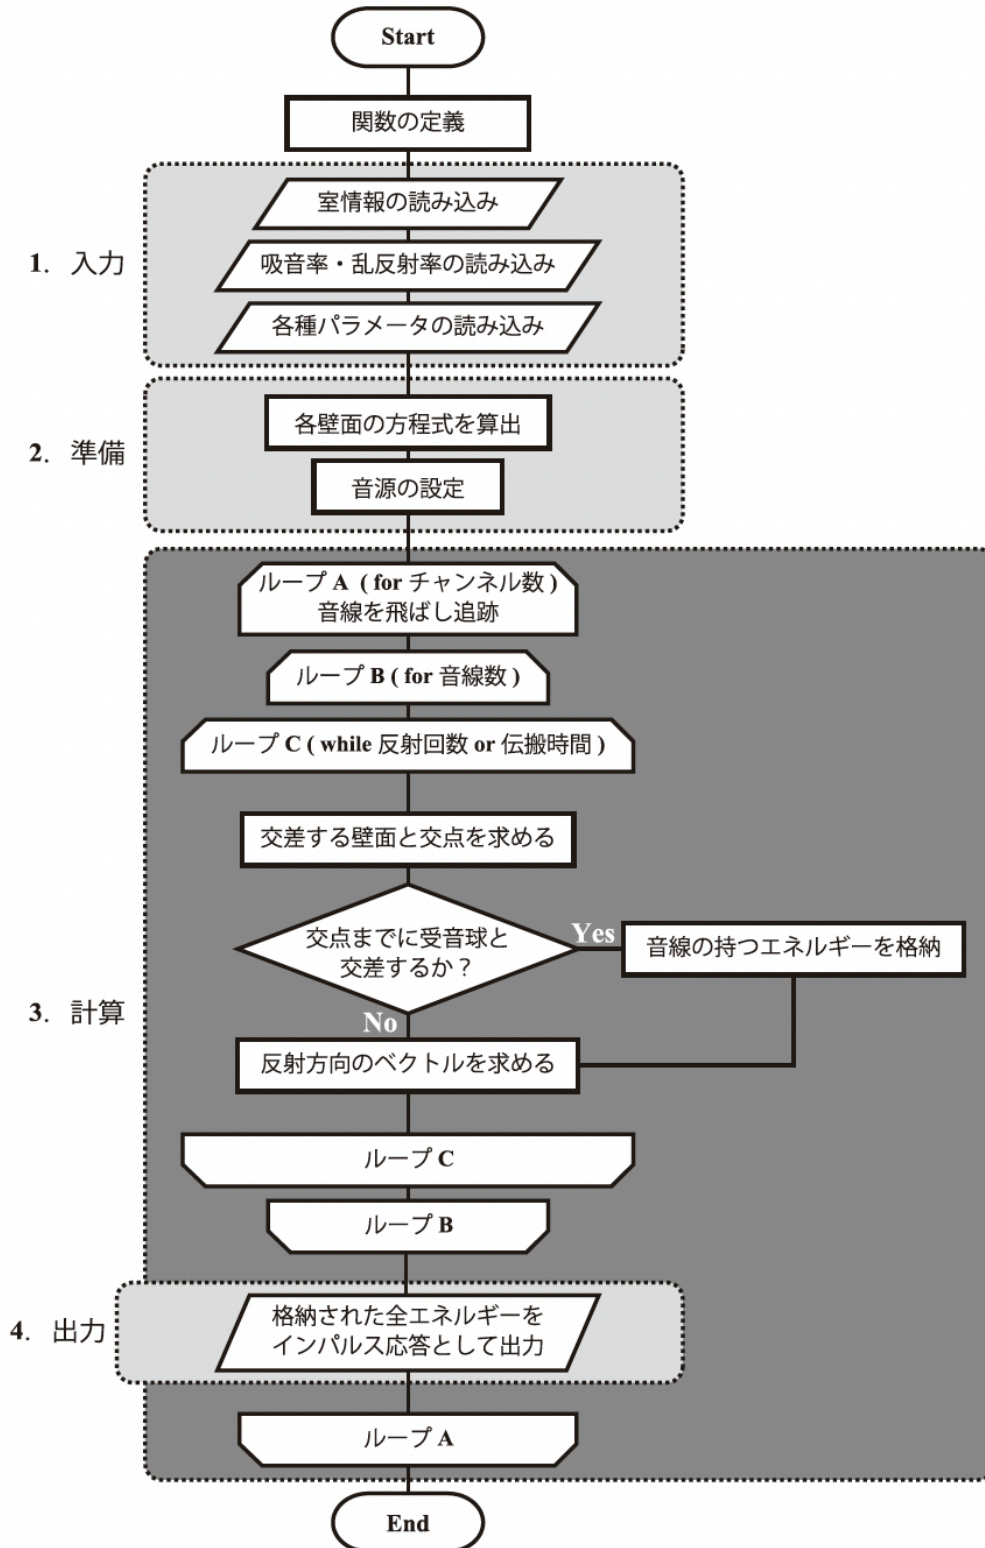 Start
関数の定義
1. 入力
室情報の読み込み
吸音率・乱反射率の読み込み
各種パラメータの読み込み
2. 準備
各壁面の方程式を算出
音源の設定
3. 計算
ループ A ( for チャンネル数 )
音線を飛ばし追跡
ループ B ( for 音線数 )
ループ C ( while 反射回数 or 伝搬時間 )
交差する壁面と交点を求める
交点までに受音球と
交差するか？
Yes
音線の持つエネルギーを格納
No
反射方向のベクトルを求める
ループ C
ループ B
4. 出力
格納された全エネルギーを
インパルス応答として出力
ループ A
End